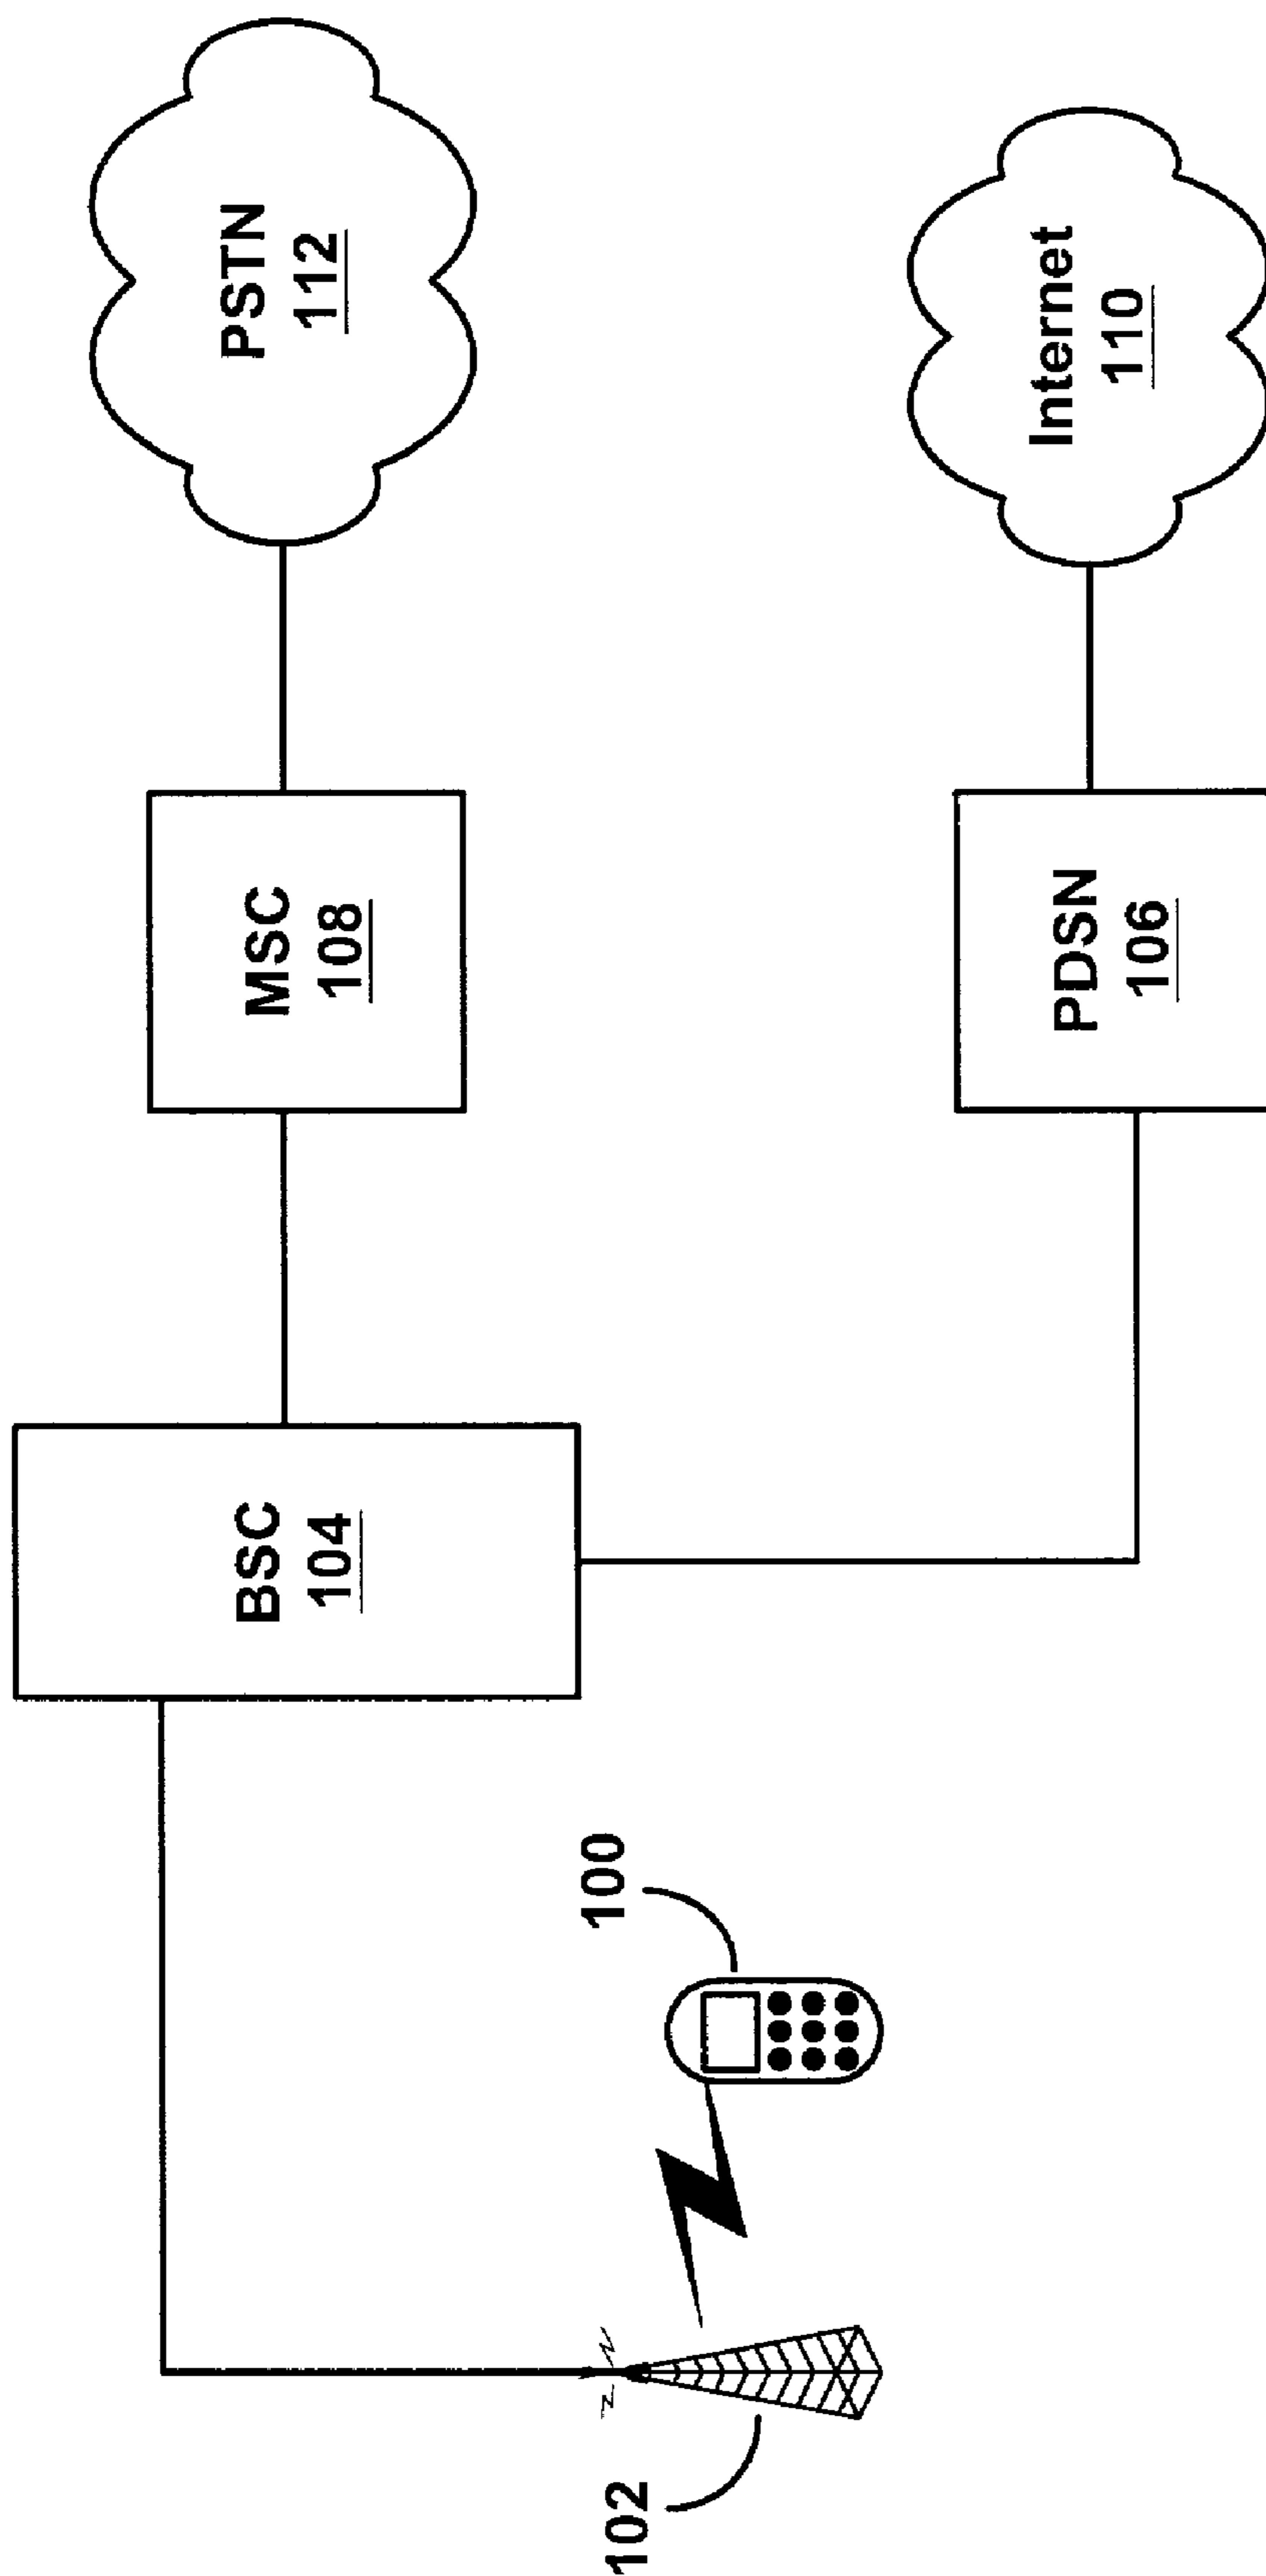 102
100
BSC
104
MSC
108
PSTN
112
PDSN
106
Internet
110